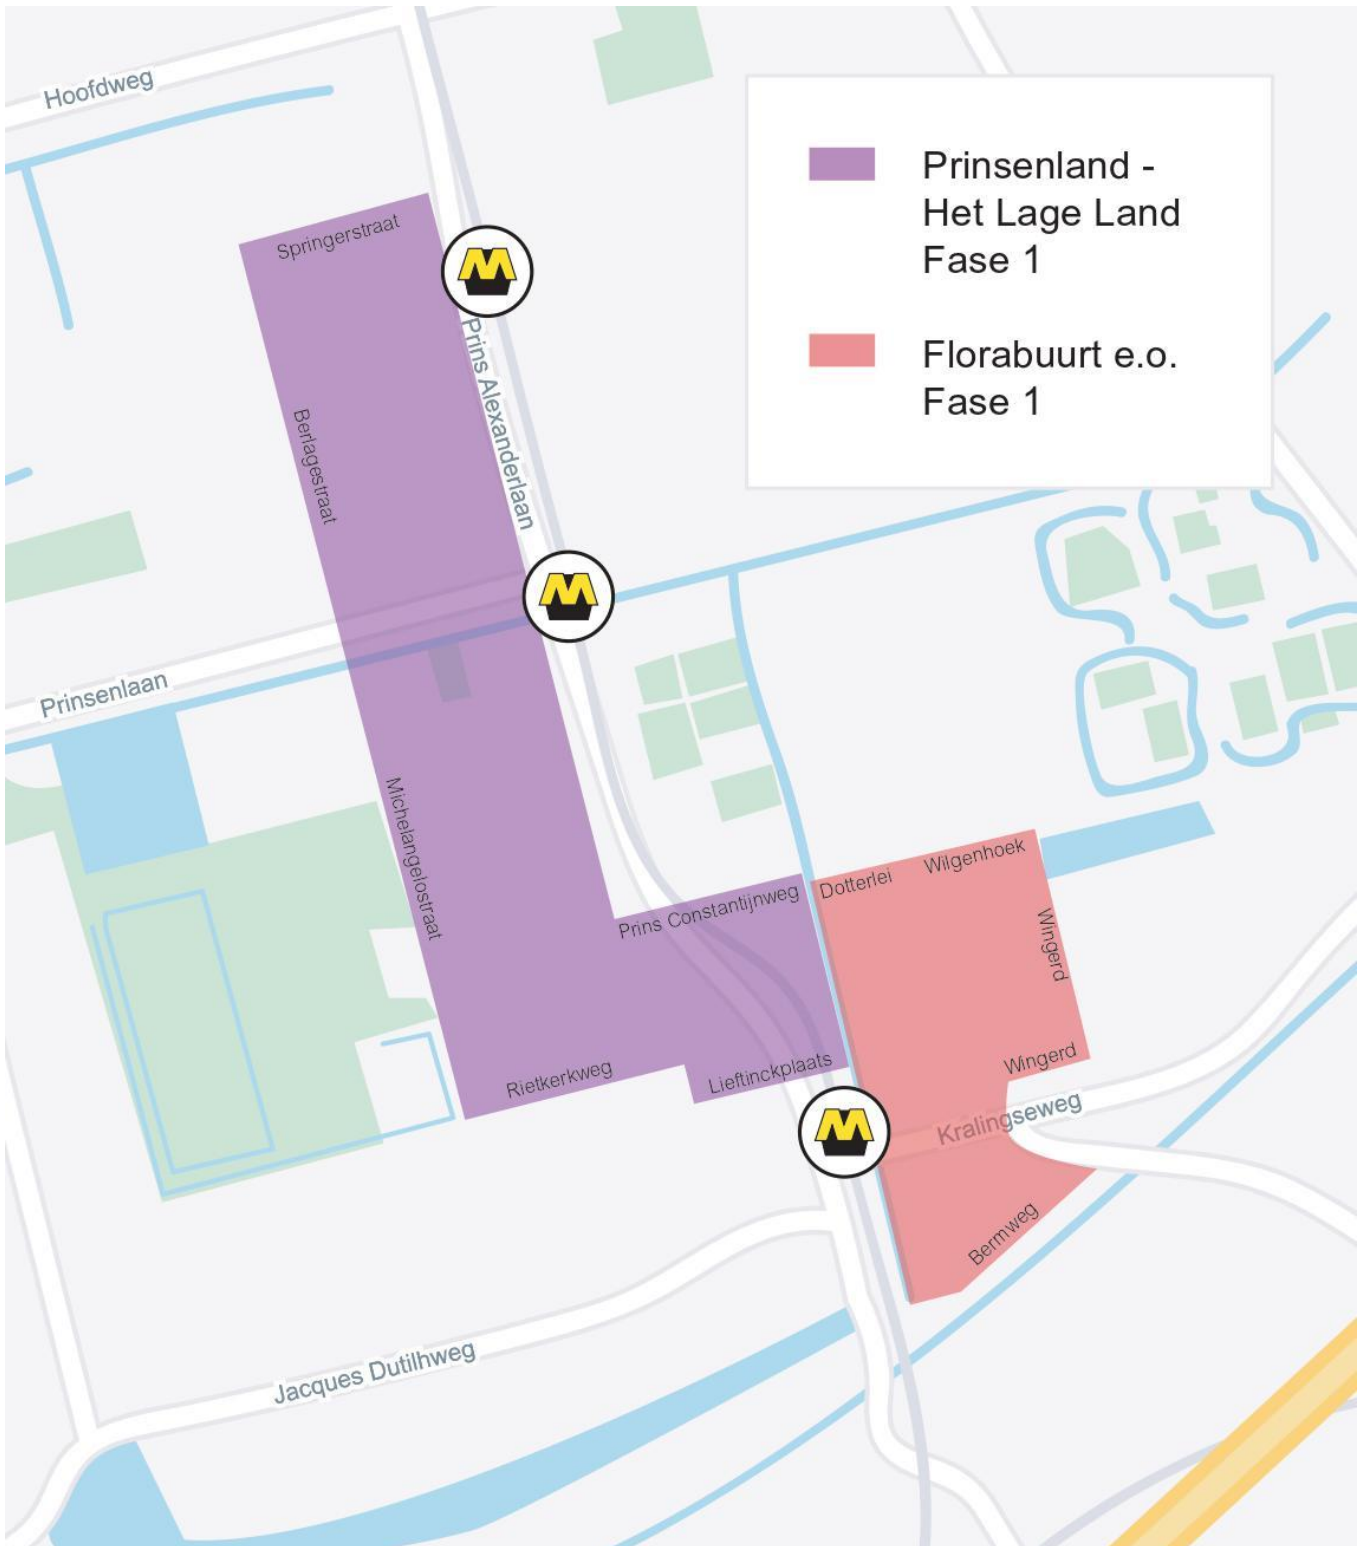 Hoofdweg
Prinsenland -
Het Lage Land
Fase 1
Florabuurt e.o.
Fase 1
Springerstraat
M
Prins Alexanderlaan
Berlagestraat
M
Prinsenlaan
Michelangelostraat
Prins Constantijnweg
Dotterlei
Wilgenhoek
Wingerd
Wingerd
Rietkerkweg
Lieftinckplaats
M
Kralingseweg
Bermweg
Jacques Dutilhweg